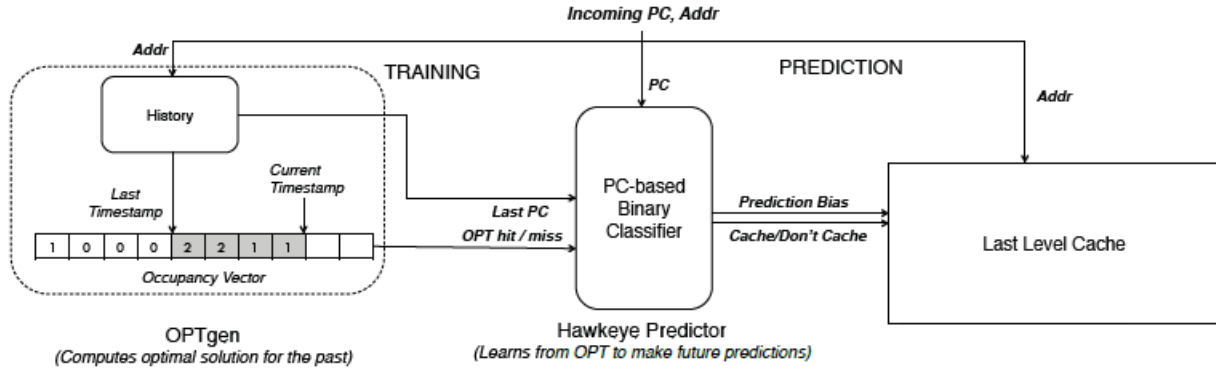 Incoming PC, Addr
Addr
TRAINING
PREDICTION
PC
Addr
History
Last
Timestamp
Current
Timestamp
Last PC
OPT hit / miss
PC-based
Binary
Classifier
Prediction Bias
Cache/Don't Cache
Last Level Cache
1 0 0 0 2 2 1 1
Occupancy Vector
OPTgen
(Computes optimal solution for the past)
Hawkeye Predictor
(Learns from OPT to make future predictions)